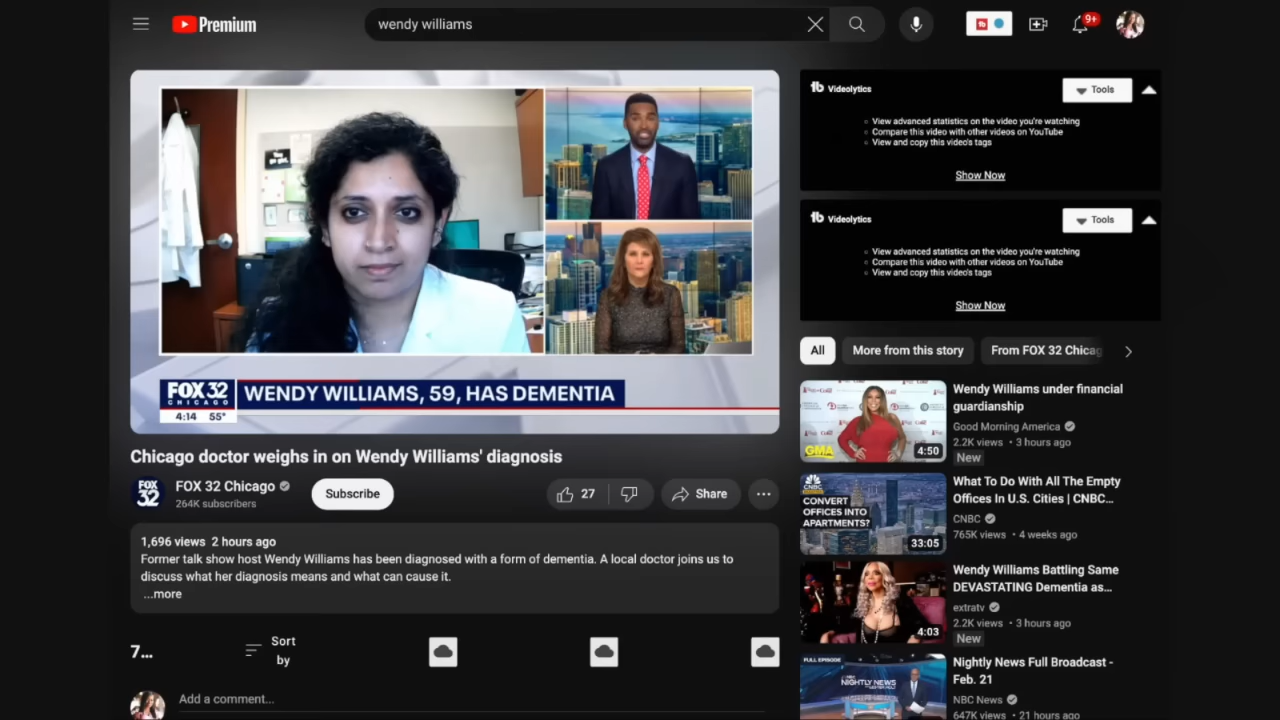 Premium
wendy williams
9+
FOX 32
CHICAGO
4:14 55°
WENDY WILLIAMS, 59, HAS DEMENTIA
Chicago doctor weighs in on Wendy Williams' diagnosis
FOX
32
FOX 32 Chicago
264K subscribers
Subscribe
27
Share
1,696 views 2 hours ago
Former talk show host Wendy Williams has been diagnosed with a form of dementia. A local doctor joins us to
discuss what her diagnosis means and what can cause it.
...more
7...
Sort
by
Add a comment...
tb Videolytics
Tools
View advanced statistics on the video you're watching
Compare this video with other videos on YouTube
View and copy this video's tags
Show Now
tb Videolytics
Tools
View advanced statistics on the video you're watching
Compare this video with other videos on YouTube
View and copy this video's tags
Show Now
All
More from this story
From FOX 32 Chicag
GMA
4:50
Wendy Williams under financial
guardianship
Good Morning America
2.2K views • 3 hours ago
New
CNBC
CONVERT
OFFICES INTO
APARTMENTS?
33:05
What To Do With All The Empty
Offices In U.S. Cities | CNBC...
CNBC
765K views • 4 weeks ago
4:03
Wendy Williams Battling Same
DEVASTATING Dementia as...
extratv
2.2K views • 3 hours ago
New
FULL EPISODE
NIGHTLY NEWS
Nightly News Full Broadcast -
Feb. 21
NBC News
647K views • 21 hours ago